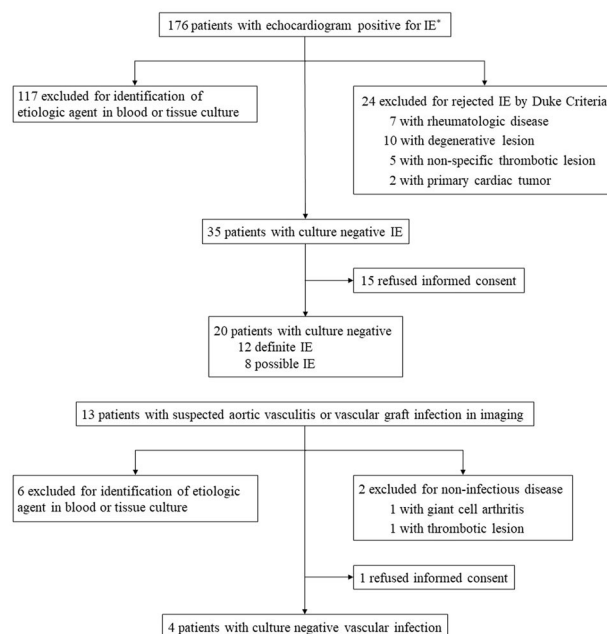 176 patients with echocardiogram positive for IE*
117 excluded for identification of
etiologic agent in blood or tissue culture
24 excluded for rejected IE by Duke Criteria
7 with rheumatologic disease
10 with degenerative lesion
5 with non-specific thrombotic lesion
2 with primary cardiac tumor
35 patients with culture negative IE
15 refused informed consent
20 patients with culture negative
12 definite IE
8 possible IE
13 patients with suspected aortic vasculitis or vascular graft infection in imaging
6 excluded for identification of etiologic
agent in blood or tissue culture
2 excluded for non-infectious disease
1 with giant cell arthritis
1 with thrombotic lesion
1 refused informed consent
4 patients with culture negative vascular infection